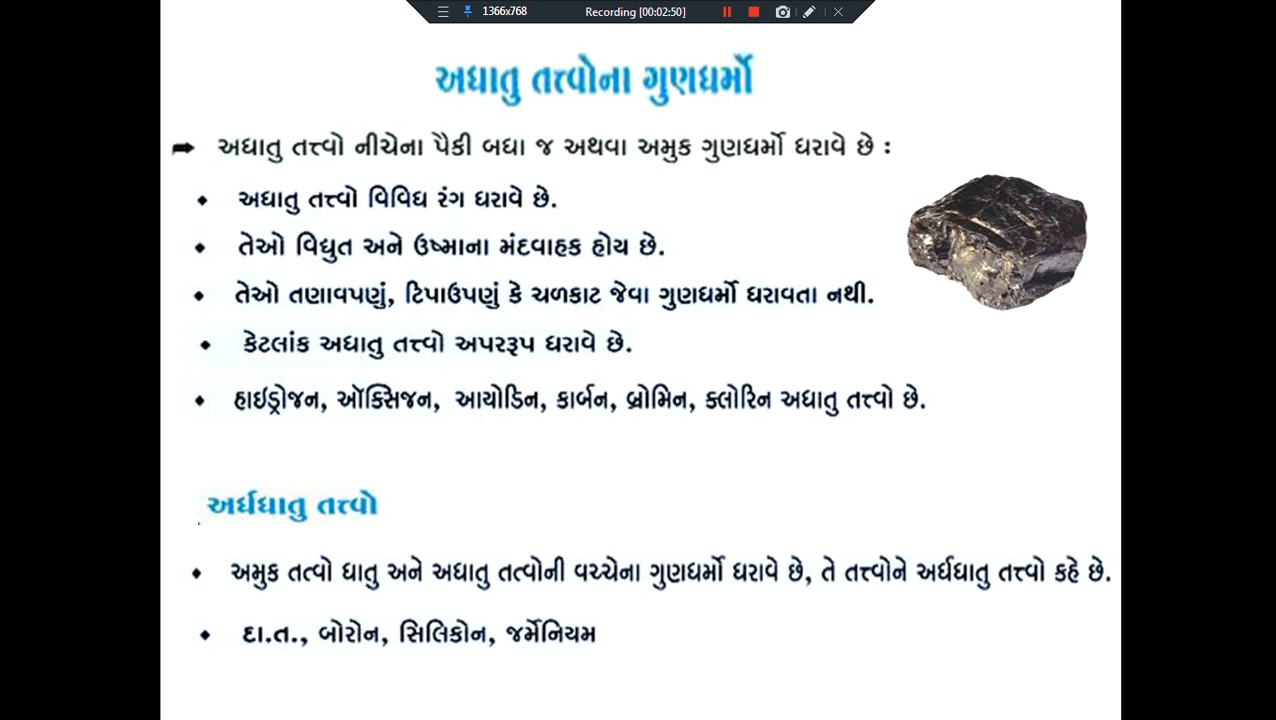 1366x768 Recording [00:02:50]
અધાતુ તત્ત્વોના ગુણધર્મો
અધાતુ તત્ત્વો નીચેના પૈકી બધા જ અથવા અમુક ગુણધર્મો ધરાવે છે :
• અધાતુ તત્ત્વો વિવિધ રંગ ધરાવે છે.
• તેઓ વિદ્યુત અને ઉષ્માના મંદવાહક હોય છે.
• તેઓ તણાવપણું, ટિપાઉપણું કે ચળકાટ જેવા ગુણધર્મો ધરાવતા નથી.
• કેટલાંક અધાતુ તત્ત્વો અપરરૂપ ધરાવે છે.
• હાઈડ્રોજન, ઑક્સિજન, આયોડિન, કાર્બન, બ્રોમિન, ક્લોરિન અધાતુ તત્ત્વો છે.
અર્ધધાતુ તત્ત્વો
• અમુક તત્વો ધાતુ અને અધાતુ તત્વોની વચ્ચેના ગુણધર્મો ધરાવે છે, તે તત્ત્વોને અર્ધધાતુ તત્ત્વો કહે છે.
• દા.ત., બોરોન, સિલિકોન, જર્મેનિયમ